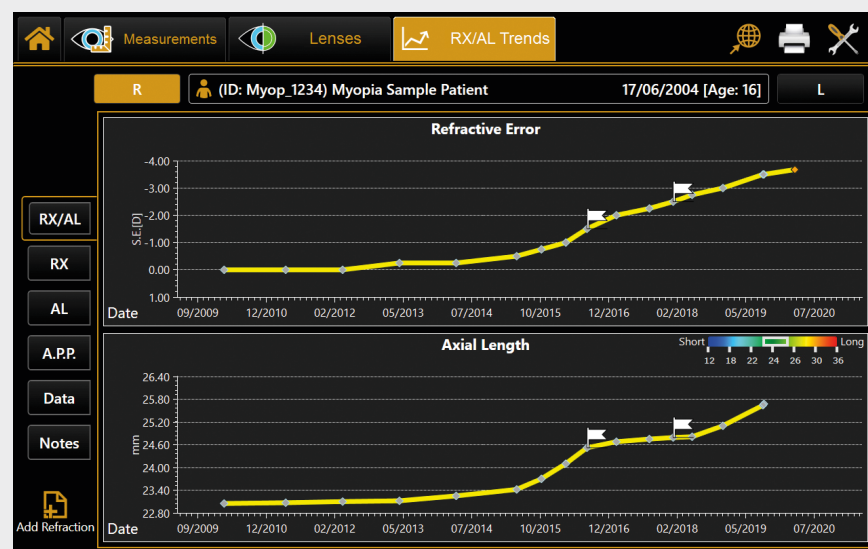 Measurements Lenses RX/AL Trends
R (ID: Myop_1234) Myopia Sample Patient 17/06/2004 [Age: 16] L
Refractive Error
-4.00
-3.00
-2.00
-1.00
0.00
1.00
S.E.[D]
Date 09/2009 12/2010 02/2012 05/2013 07/2014 10/2015 12/2016 02/2018 05/2019 07/2020
RX/AL
RX
AL
A.P.P.
Data
Notes
Add Refraction
Axial Length
Short Long
12 18 22 24 26 30 36
26.40
25.80
25.20
24.60
24.00
23.40
22.80
mm
Date 09/2009 12/2010 02/2012 05/2013 07/2014 10/2015 12/2016 02/2018 05/2019 07/2020